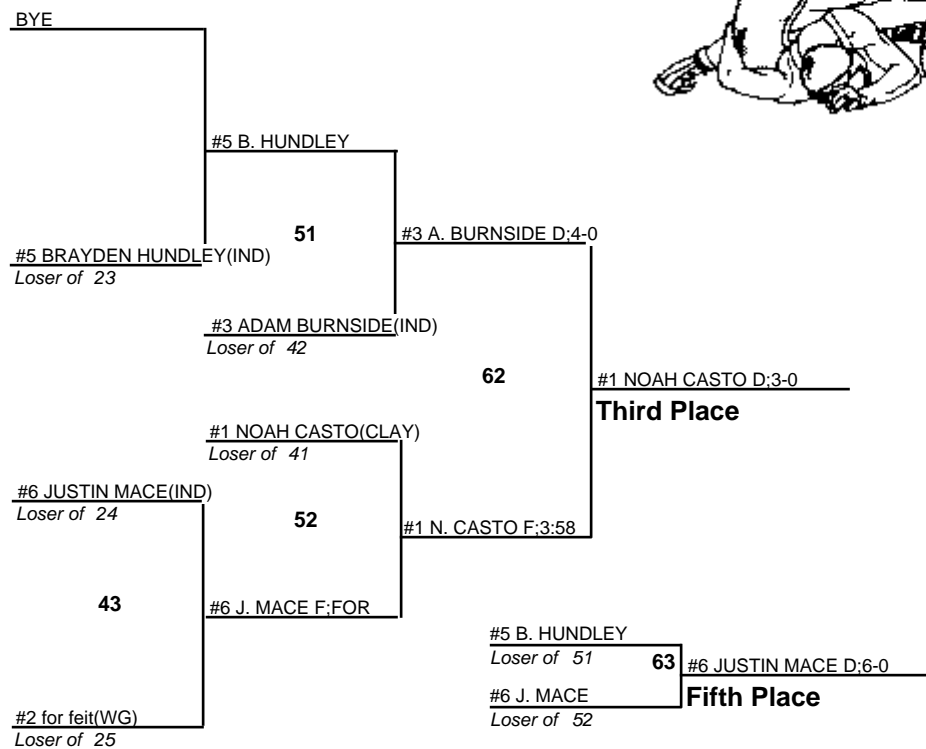 BYE
#5 B. HUNDLEY
51
#3 A. BURNSIDE D;4-0
#5 BRAYDEN HUNDLEY(IND)
Loser of 23
#3 ADAM BURNSIDE(IND)
Loser of 42
62
#1 NOAH CASTO D;3-0
Third Place
#1 NOAH CASTO(CLAY)
Loser of 41
#6 JUSTIN MACE(IND)
Loser of 24
52
#1 N. CASTO F;3:58
43
#6 J. MACE F;FOR
#5 B. HUNDLEY
Loser of 51
63
#6 JUSTIN MACE D;6-0
Fifth Place
#6 J. MACE
Loser of 52
#2 for feit(WG)
Loser of 25